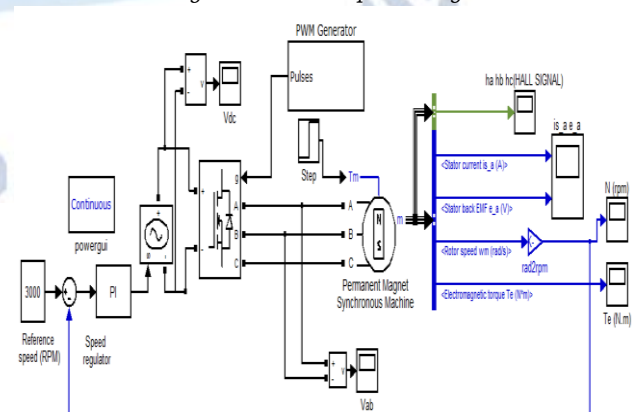 PWM Generator
Pulses
Vdc
Step
Tm
g
A
B
C
A
B
C
m
N
S
Permanent Magnet
Synchronous Machine
Continuous
powergui
3000
Reference
speed (RPM)
PI
Speed
regulator
Vab
ha hb hc(HALL SIGNAL)
is_a e_a
<Stator current is_a (A)>
<Stator back EMF e_a (V)>
<Rotor speed wm (rad/s)>
rad2rpm
N (rpm)
<Electromagnetic torque Te (N*m)>
Te (N.m)